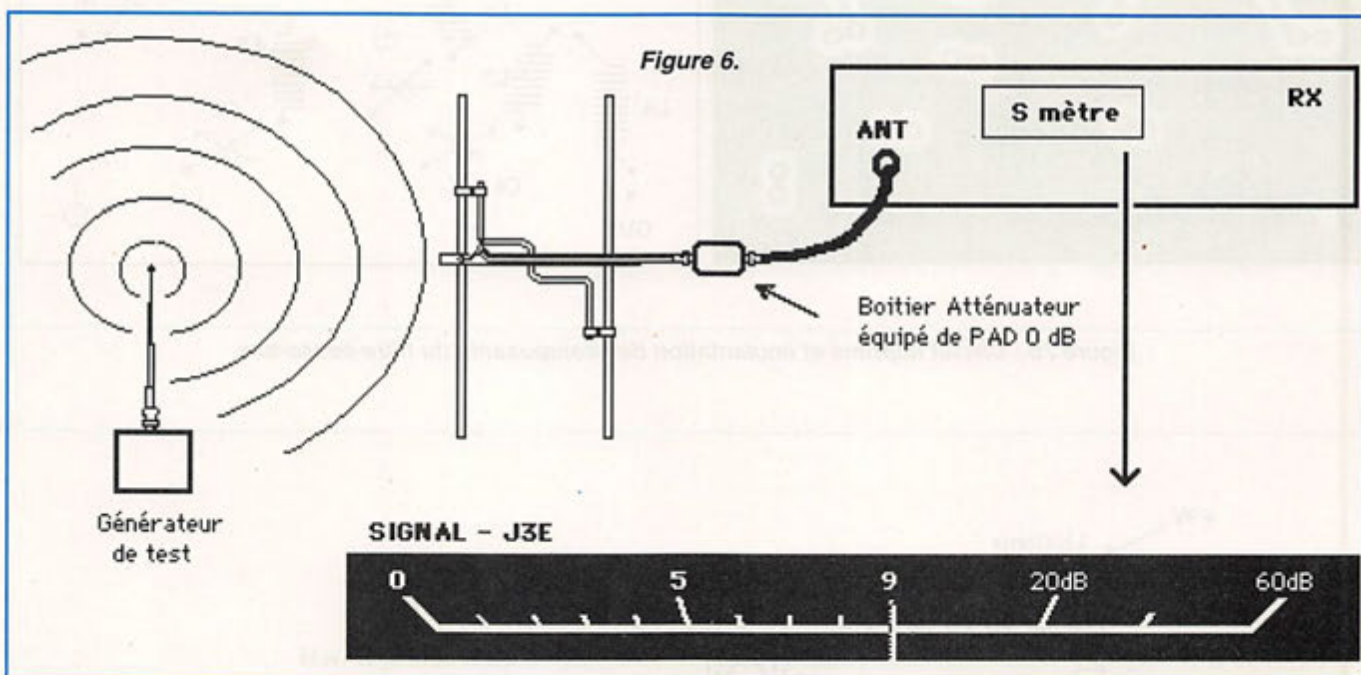 Figure 6.
RX
S mètre
ANT
Boitier Atténuateur
équipé de PAD 0 dB
Générateur
de test
SIGNAL - J3E
0 5 9 20dB 60dB